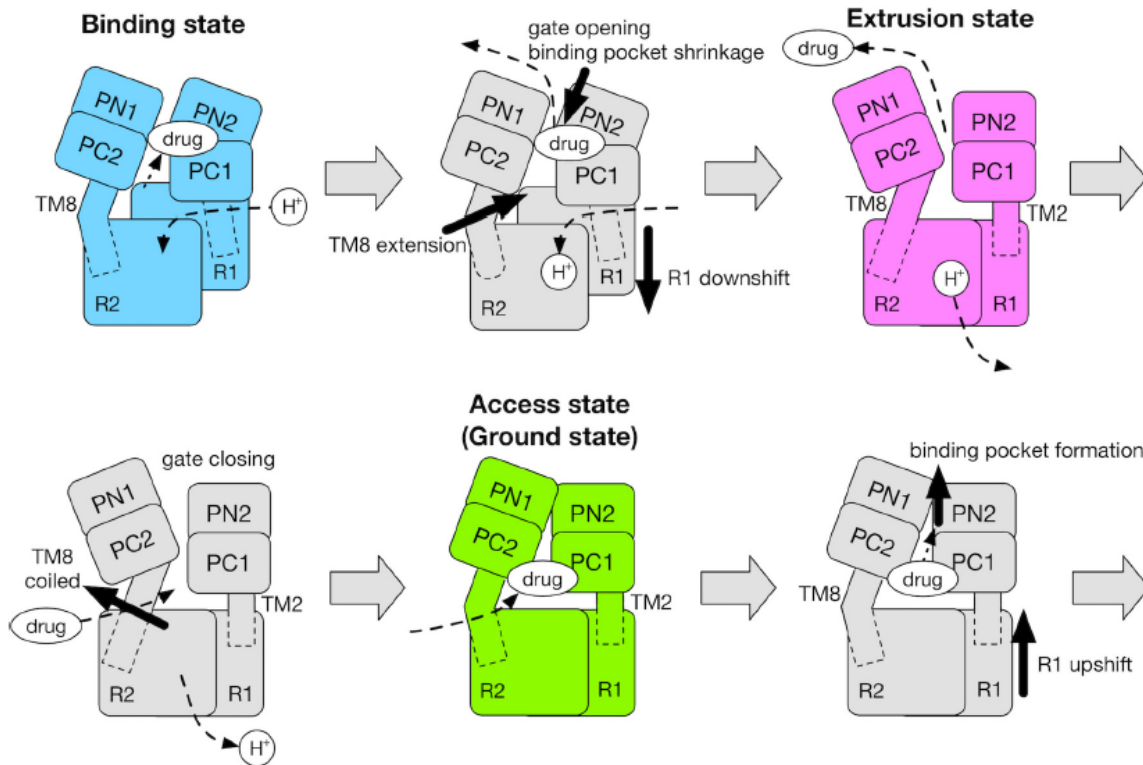 Binding state
PN1
PN2
drug
PC2
PC1
TM8
H+
R1
R2
gate opening
binding pocket shrinkage
PN2
PN1
drug
PC2
PC1
TM8 extension
H+
R1
R1 downshift
R2
Extrusion state
drug
PN1
PN2
PC2
PC1
TM8
TM2
H+
R2
R1
gate closing
PN1
PN2
PC2
PC1
TM8
coiled
TM2
drug
R2
R1
H+
Access state
(Ground state)
PN1
PN2
PC2
PC1
drug
TM2
R2
R1
binding pocket formation
PN1
PN2
PC2
PC1
drug
TM8
R1 upshift
R2
R1